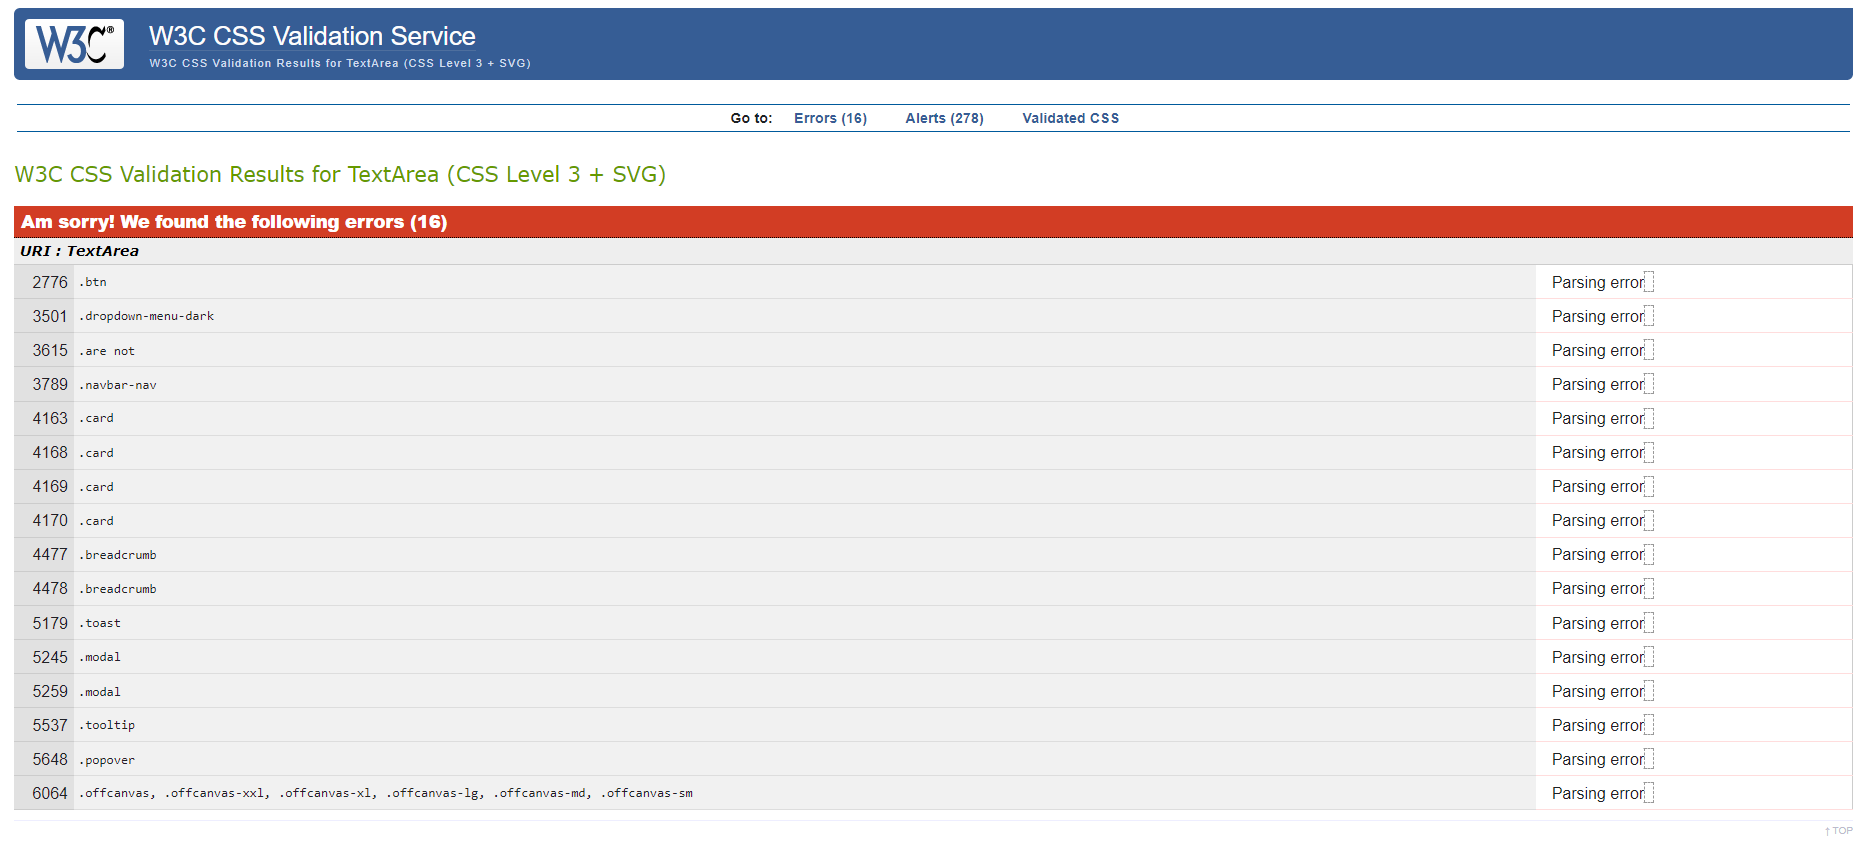 W3C®
W3C CSS Validation Service
W3C CSS Validation Results for TextArea (CSS Level 3 + SVG)
Go to: Errors (16) Alerts (278) Validated CSS
W3C CSS Validation Results for TextArea (CSS Level 3 + SVG)
Am sorry! We found the following errors (16)
URI : TextArea
2776 .btn Parsing error
3501 .dropdown-menu-dark Parsing error
3615 .are not Parsing error
3789 .navbar-nav Parsing error
4163 .card Parsing error
4168 .card Parsing error
4169 .card Parsing error
4170 .card Parsing error
4477 .breadcrumb Parsing error
4478 .breadcrumb Parsing error
5179 .toast Parsing error
5245 .modal Parsing error
5259 .modal Parsing error
5537 .tooltip Parsing error
5648 .popover Parsing error
6064 .offcanvas, .offcanvas-xxl, .offcanvas-xl, .offcanvas-lg, .offcanvas-md, .offcanvas-sm Parsing error
↑ TOP